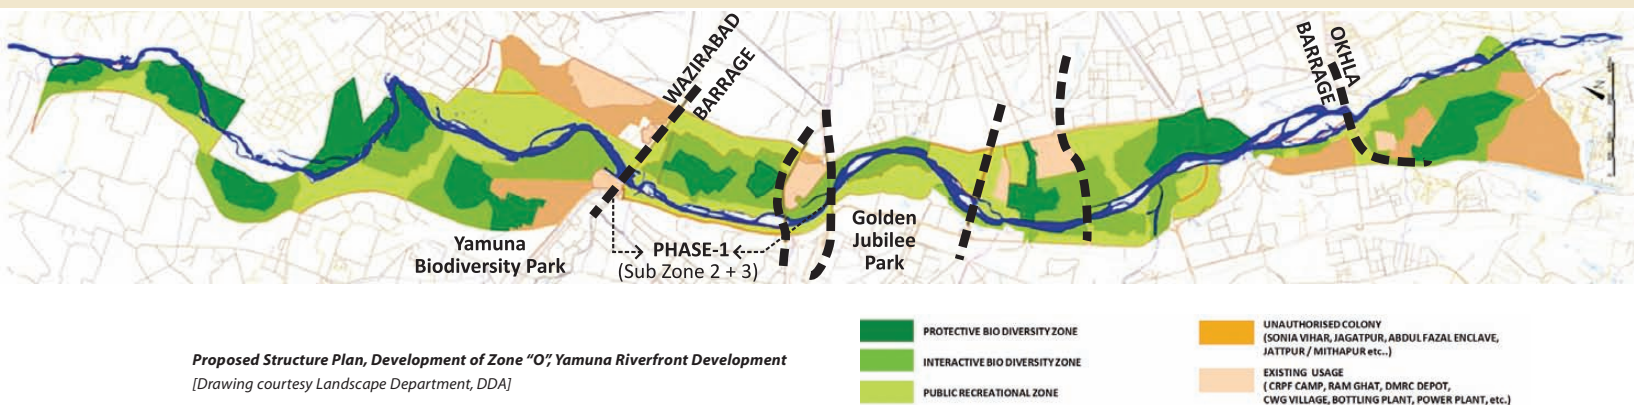 WAZIRABAD
BARRAGE
OKHLA
BARRAGE
N
Yamuna
Biodiversity Park
PHASE-1
(Sub Zone 2 + 3)
Golden
Jubilee
Park
Proposed Structure Plan, Development of Zone “O”, Yamuna Riverfront Development
[Drawing courtesy Landscape Department, DDA]
PROTECTIVE BIO DIVERSITY ZONE
INTERACTIVE BIO DIVERSITY ZONE
PUBLIC RECREATIONAL ZONE
UNAUTHORISED COLONY
(SONIA VIHAR, JAGATPUR, ABDUL FAZAL ENCLAVE,
JATTPUR / MITHAPUR etc..)
EXISTING USAGE
( CRPF CAMP, RAM GHAT, DMRC DEPOT,
CWG VILLAGE, BOTTLING PLANT, POWER PLANT, etc.)